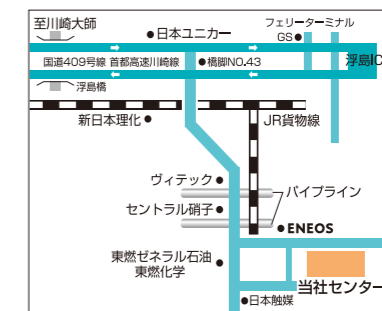 至川崎大師
●日本ユニカー
フェリーターミナル
GS●
国道409号線 首都高速川崎線
●橋脚NO.43
浮島IC
浮島橋
新日本理化●
JR貨物線
ヴィテック●
パイプライン
セントラル硝子●
●ENEOS
東燃ゼネラル石油
東燃化学
●
当社センター
●日本触媒